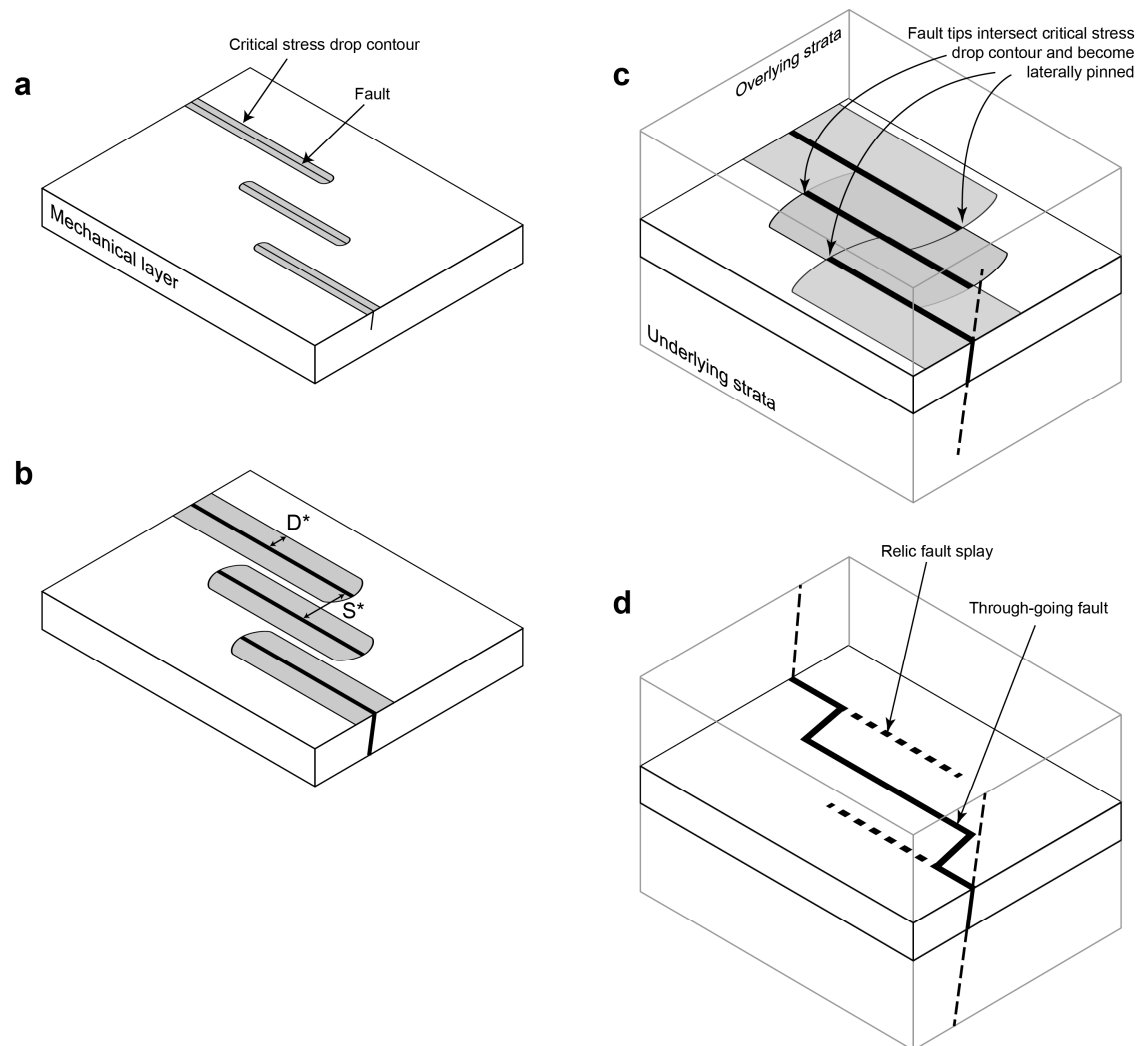 a
Critical stress drop contour
Fault
Mechanical layer
b
D*
S*
c
Overlying strata
Fault tips intersect critical stress
drop contour and become
laterally pinned
Underlying strata
d
Relic fault splay
Through-going fault